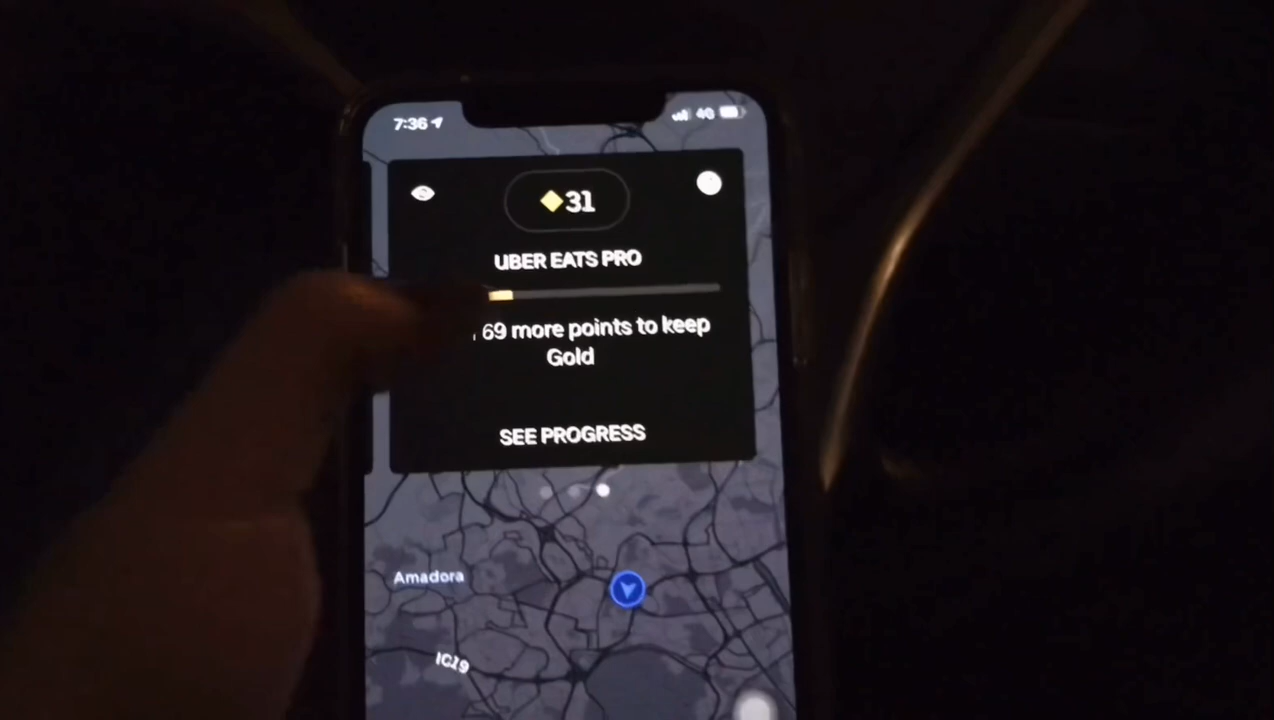 7:36 4G
31
UBER EATS PRO
69 more points to keep
Gold
SEE PROGRESS
Amadora
IC19